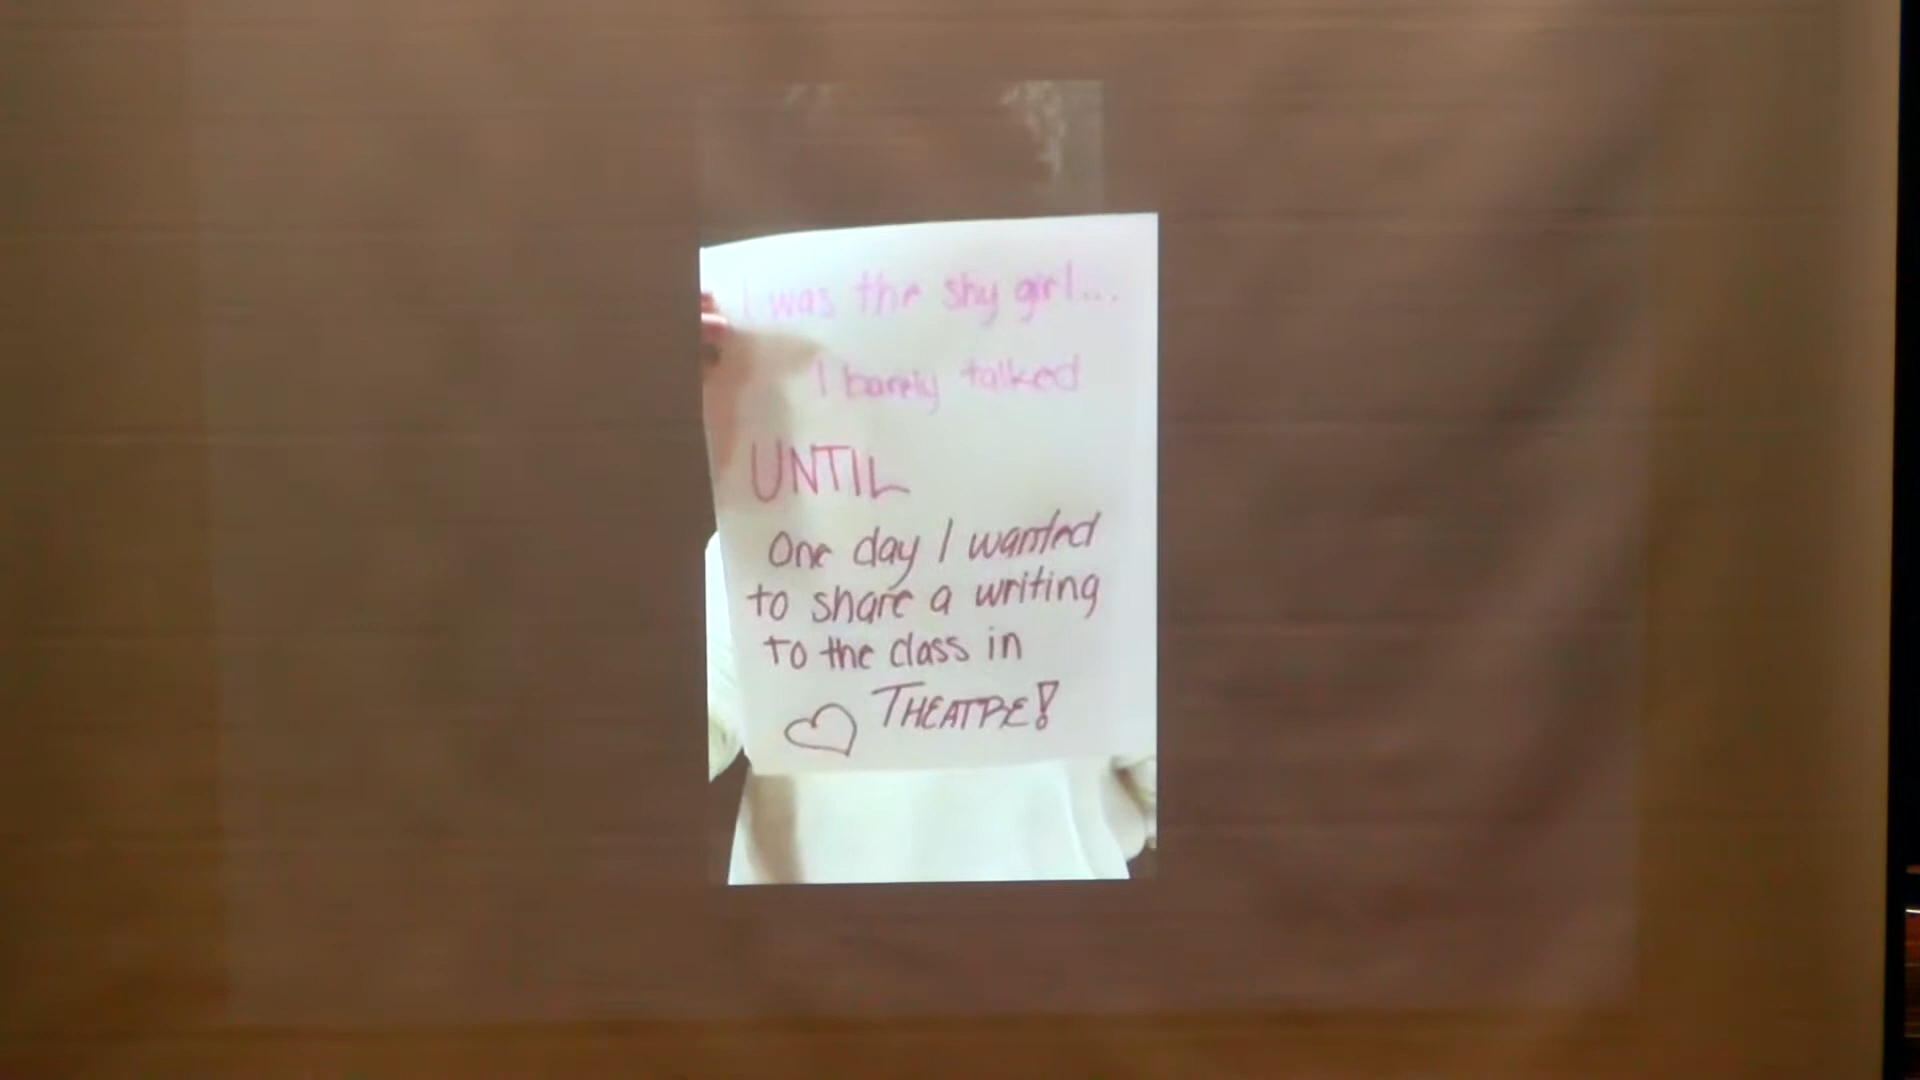 I was the shy girl...
I barely talked
UNTIL
One day I wanted
to share a writing
to the class in
THEATRE!